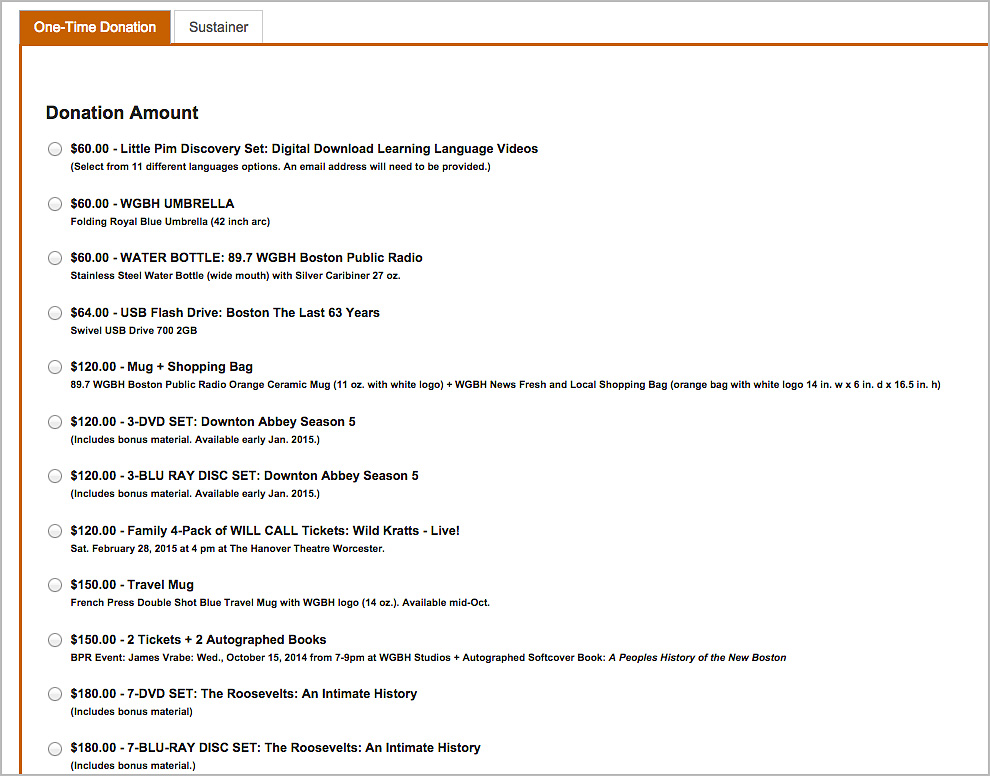 One-Time Donation
Sustainer
Donation Amount
$60.00 - Little Pim Discovery Set: Digital Download Learning Language Videos
(Select from 11 different languages options. An email address will need to be provided.)
$60.00 - WGBH UMBRELLA
Folding Royal Blue Umbrella (42 inch arc)
$60.00 - WATER BOTTLE: 89.7 WGBH Boston Public Radio
Stainless Steel Water Bottle (wide mouth) with Silver Caribiner 27 oz.
$64.00 - USB Flash Drive: Boston The Last 63 Years
Swivel USB Drive 700 2GB
$120.00 - Mug + Shopping Bag
89.7 WGBH Boston Public Radio Orange Ceramic Mug (11 oz. with white logo) + WGBH News Fresh and Local Shopping Bag (orange bag with white logo 14 in. w x 6 in. d x 16.5 in. h)
$120.00 - 3-DVD SET: Downton Abbey Season 5
(Includes bonus material. Available early Jan. 2015.)
$120.00 - 3-BLU RAY DISC SET: Downton Abbey Season 5
(Includes bonus material. Available early Jan. 2015.)
$120.00 - Family 4-Pack of WILL CALL Tickets: Wild Kratts - Live!
Sat. February 28, 2015 at 4 pm at The Hanover Theatre Worcester.
$150.00 - Travel Mug
French Press Double Shot Blue Travel Mug with WGBH logo (14 oz.). Available mid-Oct.
$150.00 - 2 Tickets + 2 Autographed Books
BPR Event: James Vrabe: Wed., October 15, 2014 from 7-9pm at WGBH Studios + Autographed Softcover Book: A Peoples History of the New Boston
$180.00 - 7-DVD SET: The Roosevelts: An Intimate History
(Includes bonus material)
$180.00 - 7-BLU-RAY DISC SET: The Roosevelts: An Intimate History
(Includes bonus material.)